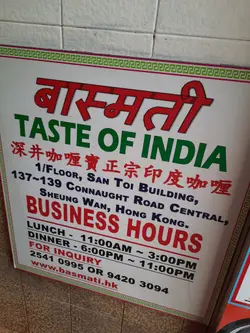 बास्मती
TASTE OF INDIA
深井咖喱寶正宗印度咖喱
1/FLOOR, SAN TOI BUILDING,
137~139 CONNAUGHT ROAD CENTRAL,
SHEUNG WAN, HONG KONG.
BUSINESS HOURS
LUNCH - 11:00AM ~ 3:00PM
DINNER - 6:00PM ~ 11:00PM
FOR INQUIRY
2541 0995 OR 9420 3094
www.basmati.hk